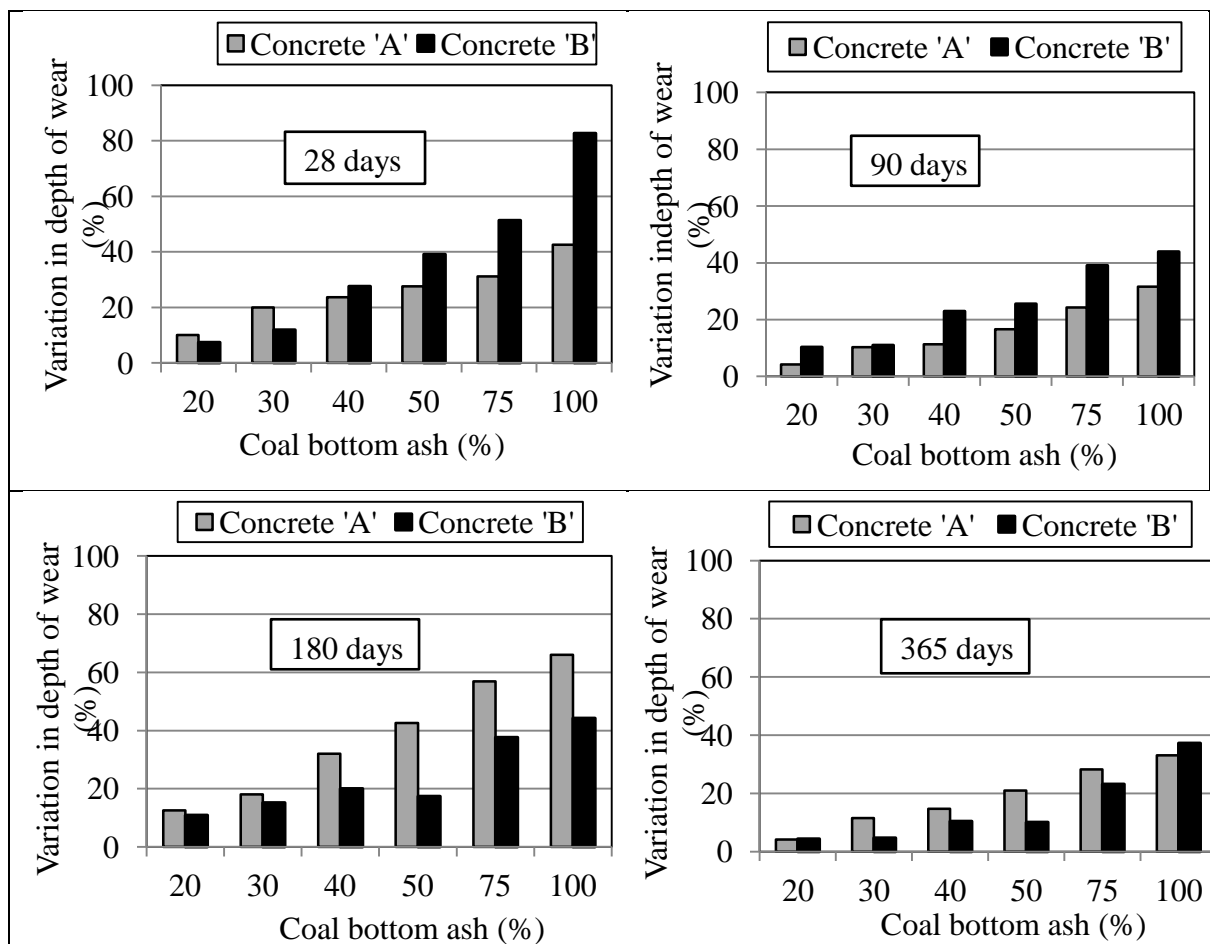 Concrete 'A' Concrete 'B'
Variation in depth of wear
(%)
100
80
60
40
20
0
28 days
20 30 40 50 75 100
Coal bottom ash (%)
Concrete 'A' Concrete 'B'
Variation indepth of wear
(%)
100
80
60
40
20
0
90 days
20 30 40 50 75 100
Coal bottom ash (%)
Concrete 'A' Concrete 'B'
Variation in depth of wear
(%)
100
80
60
40
20
0
180 days
20 30 40 50 75 100
Coal bottom ash (%)
Concrete 'A' Concrete 'B'
Variation in depth of wear
(%)
100
80
60
40
20
0
365 days
20 30 40 50 75 100
Coal bottom ash (%)